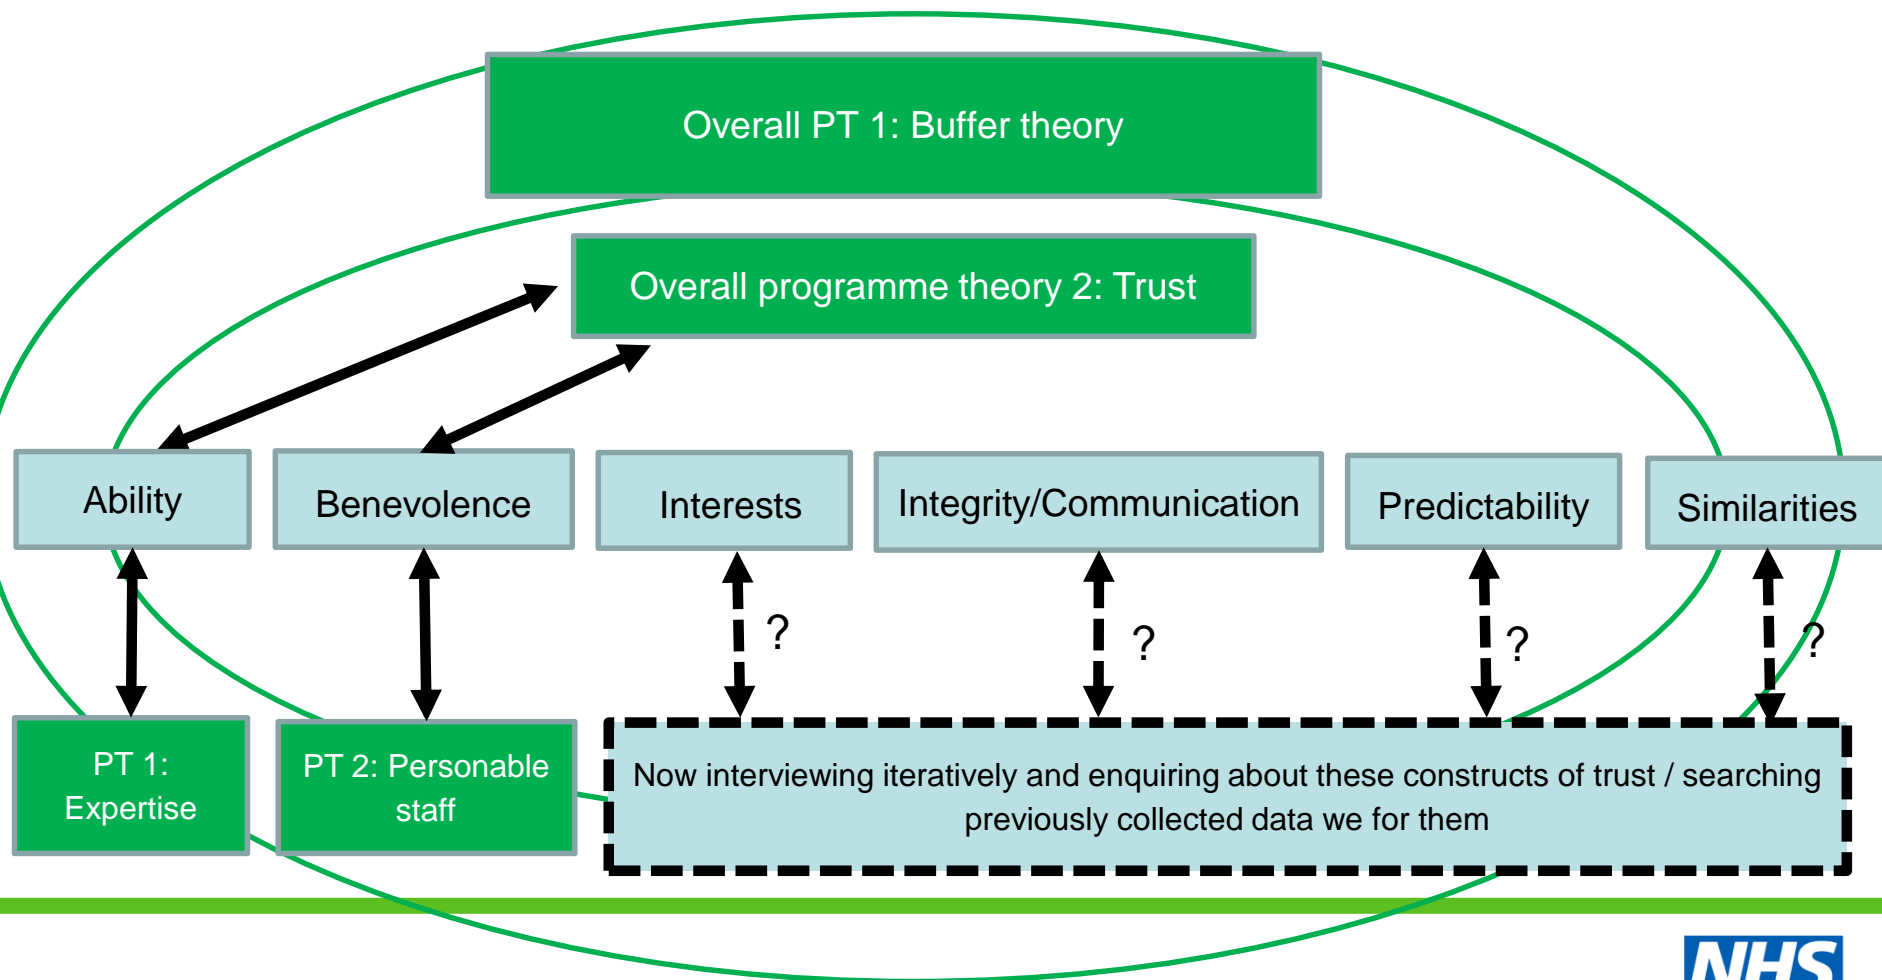 Overall PT 1: Buffer theory
Overall programme theory 2: Trust
Ability
Benevolence
Interests
Integrity/Communication
Predictability
Similarities
?
?
?
?
PT 1:
Expertise
PT 2: Personable
staff
Now interviewing iteratively and enquiring about these constructs of trust / searching
previously collected data we for them
NHS